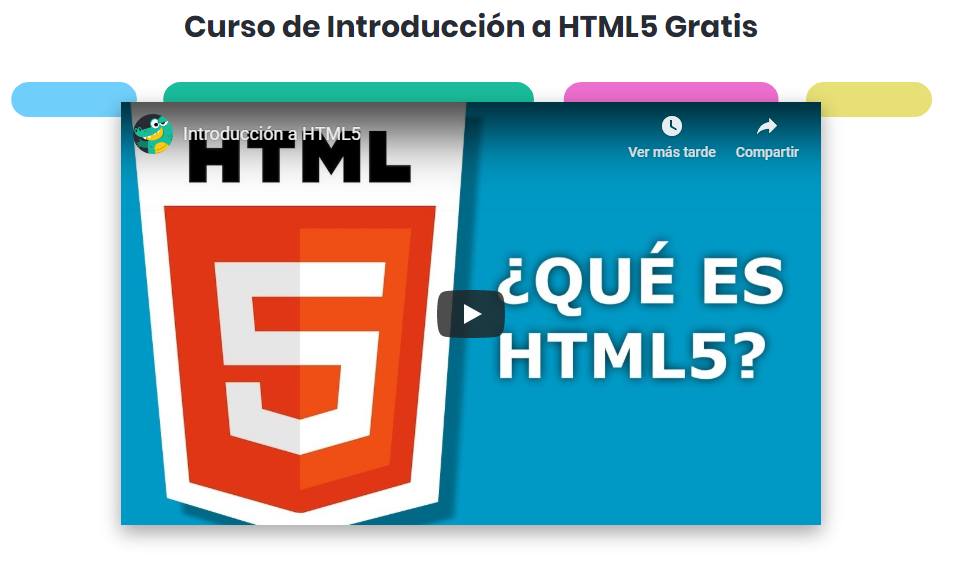 Curso de Introducción a HTML5 Gratis
Introducción a HTML5
Ver más tarde
Compartir
HTML
5
¿QUÉ ES
HTML5?